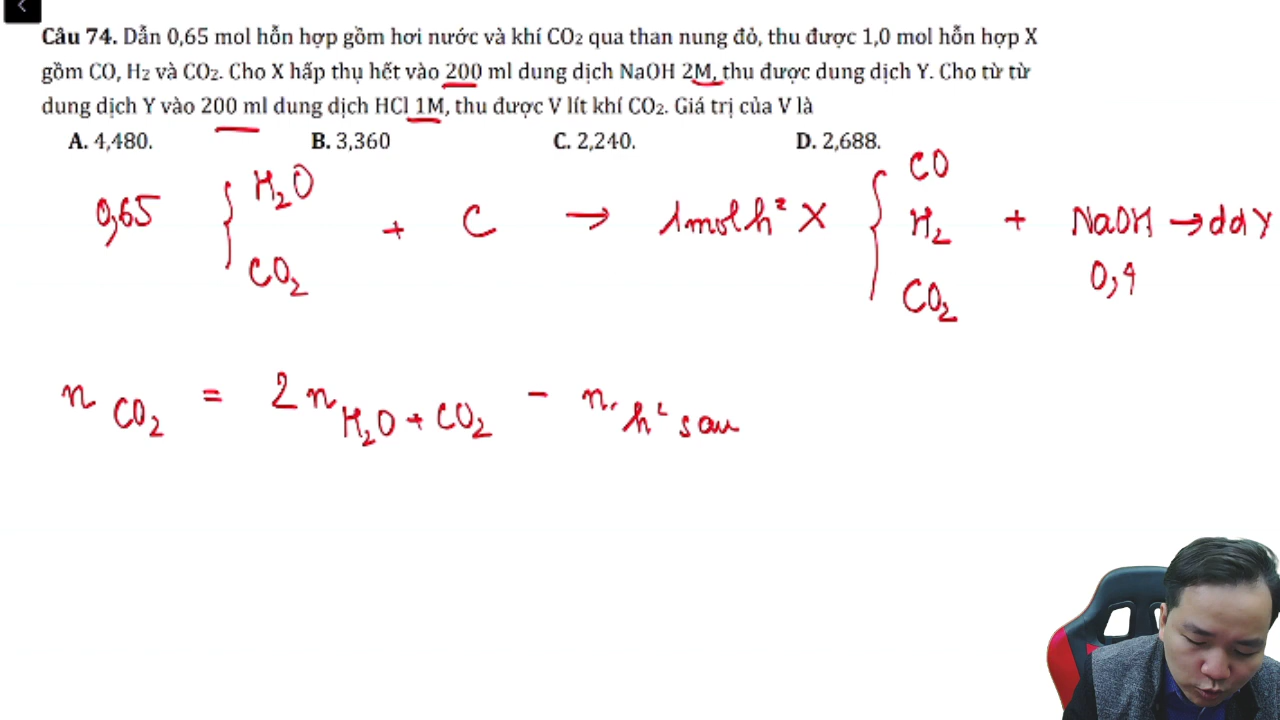 Câu 74. Dẫn 0,65 mol hỗn hợp gồm hơi nước và khí CO₂ qua than nung đỏ, thu được 1,0 mol hỗn hợp X
gồm CO, H₂ và CO₂. Cho X hấp thụ hết vào 200 ml dung dịch NaOH 2M, thu được dung dịch Y. Cho từ từ
dung dịch Y vào 200 ml dung dịch HCl 1M, thu được V lít khí CO₂. Giá trị của V là
A. 4,480. B. 3,360 C. 2,240. D. 2,688.
0,65 { H₂O CO₂ + C → 1mol h² X { CO H₂ CO₂ + NaOH → dd Y
0,4
n CO₂ = 2n H₂O + CO₂ - n h² sau